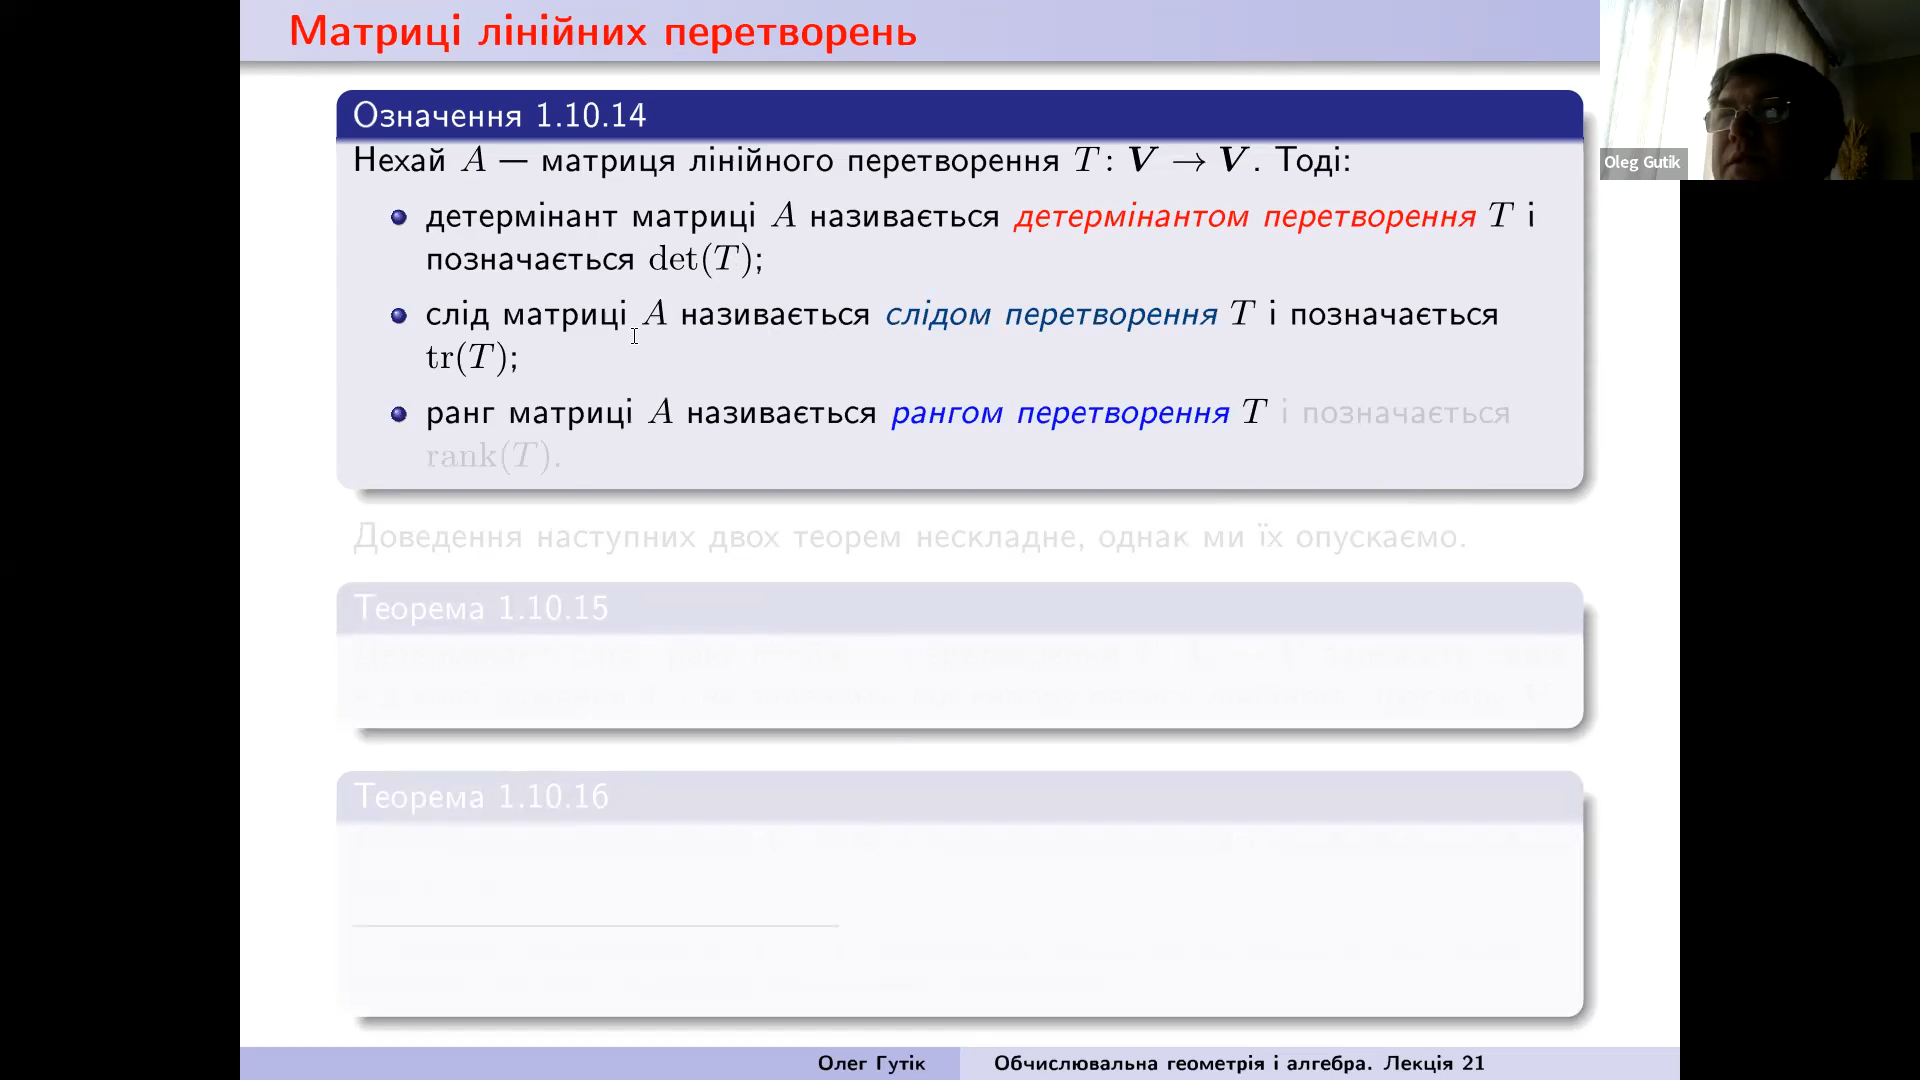 Матриці лінійних перетворень
Означення 1.10.14
Нехай A — матриця лінійного перетворення T: V → V. Тоді:
детермінант матриці A називається детермінантом перетворення T і
позначається det(T);
слід матриці A називається слідом перетворення T і позначається
tr(T);
ранг матриці A називається рангом перетворення T і позначається
rank(T).
Доведення наступних двох теорем нескладне, однак ми їх опускаємо.
Теорема 1.10.15
Теорема 1.10.16
Олег Гутік
Обчислювальна геометрія і алгебра. Лекція 21
Oleg Gutik